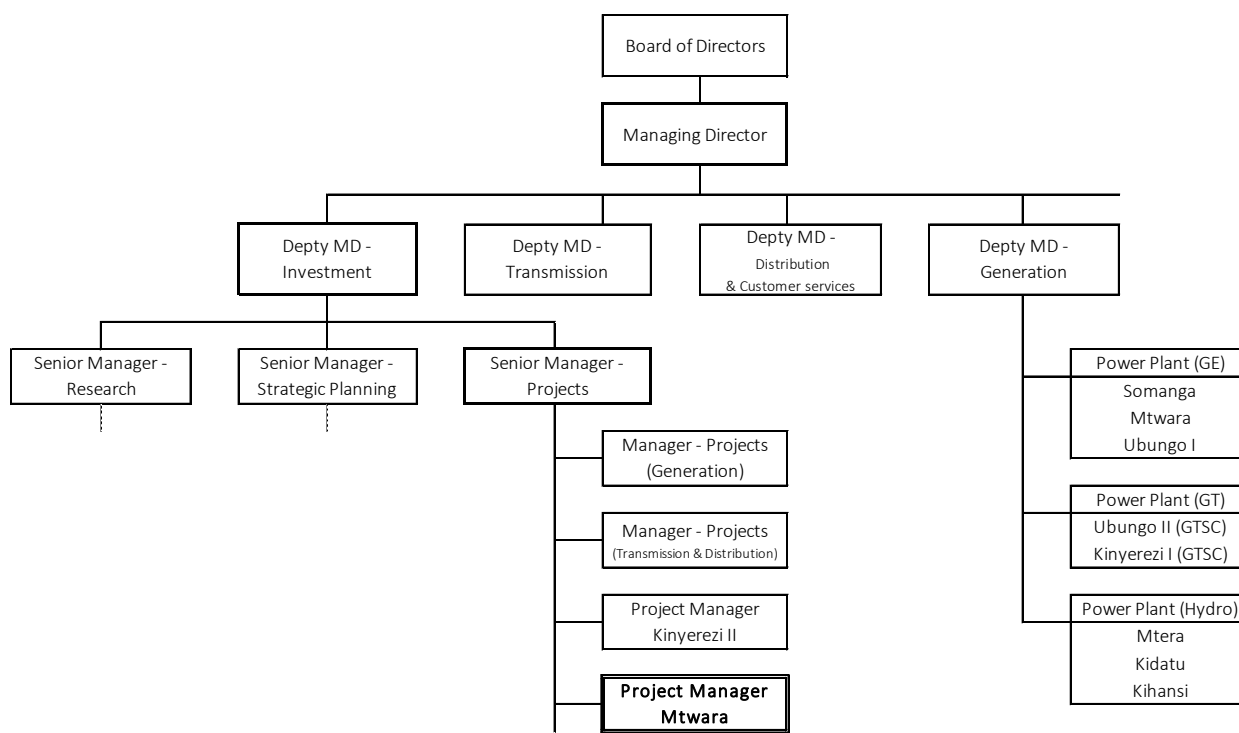 Board of Directors
Managing Director
Depty MD -
Investment
Depty MD -
Transmission
Depty MD -
Distribution
& Customer services
Depty MD -
Generation
Senior Manager -
Research
Senior Manager -
Strategic Planning
Senior Manager -
Projects
Manager - Projects
(Generation)
Manager - Projects
(Transmission & Distribution)
Project Manager
Kinyerezi II
Project Manager
Mtwara
Power Plant (GE)
Somanga
Mtwara
Ubungo I
Power Plant (GT)
Ubungo II (GTSC)
Kinyerezi I (GTSC)
Power Plant (Hydro)
Mtera
Kidatu
Kihansi